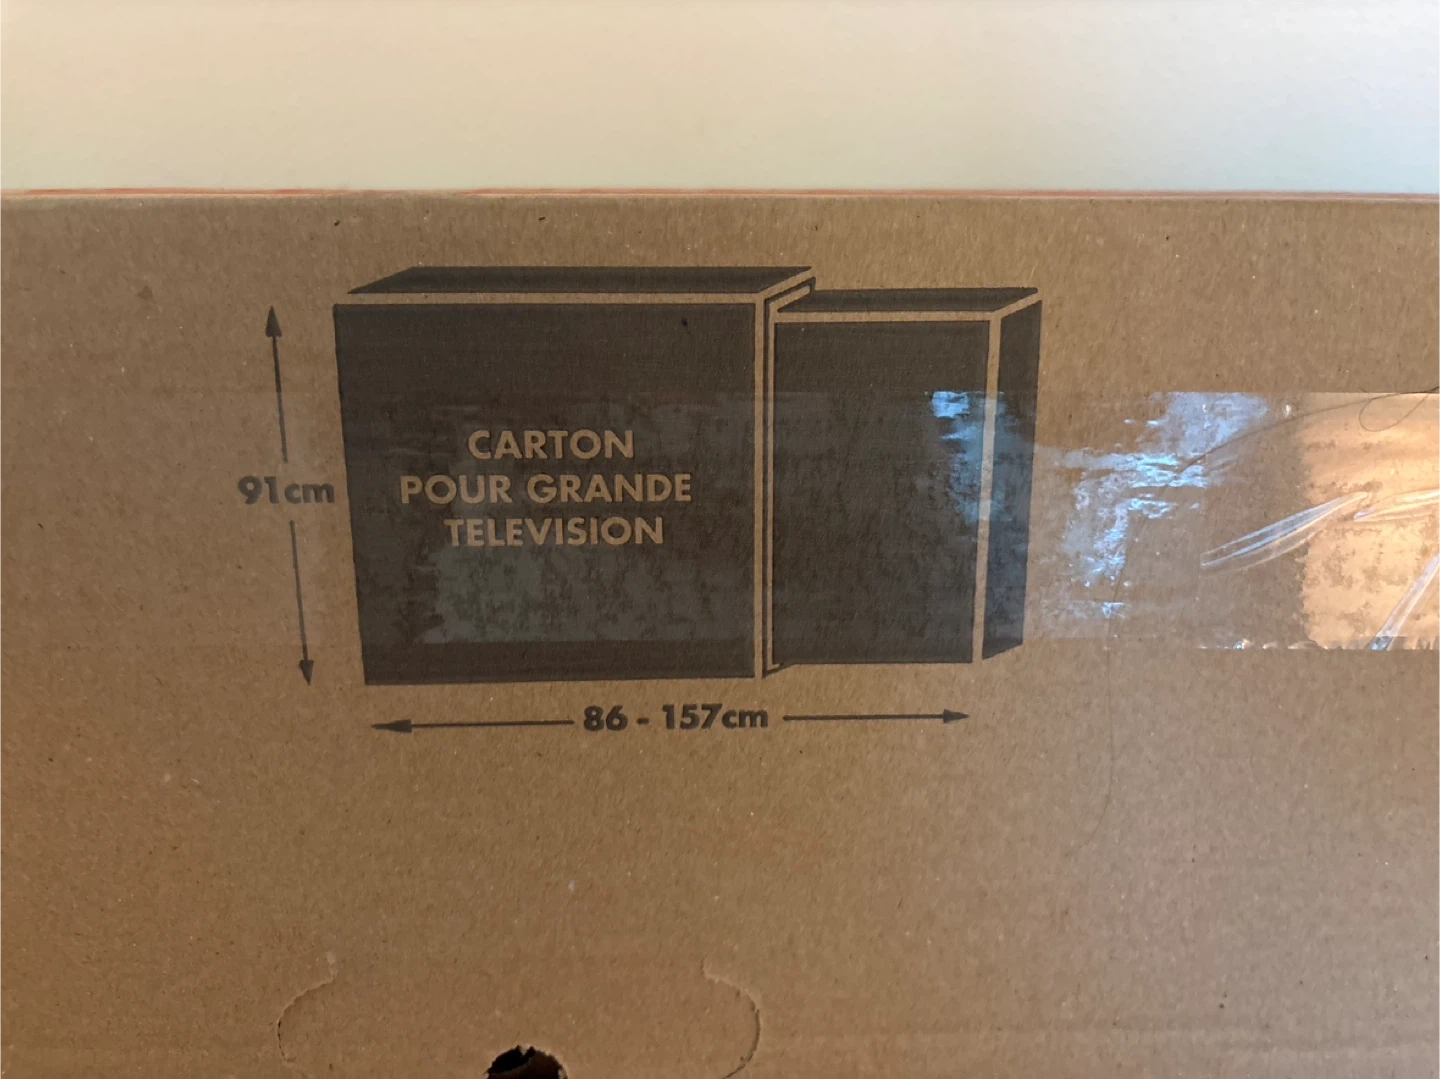 CARTON
POUR GRANDE
TELEVISION
91cm
86 - 157cm